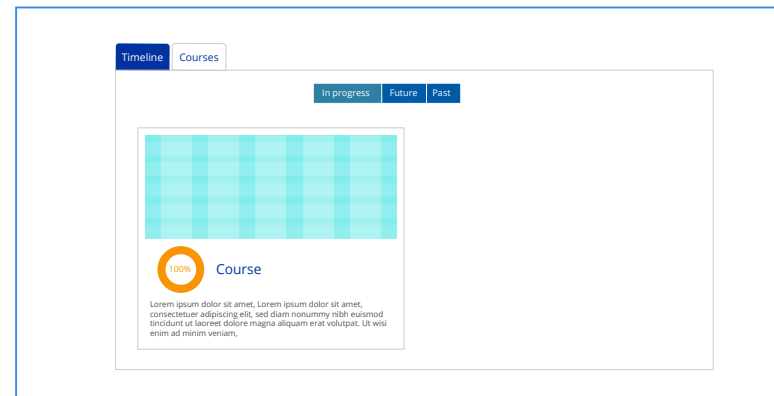 Timeline Courses
In progress Future Past
100% Course
Lorem ipsum dolor sit amet, Lorem ipsum dolor sit amet,
consectetuer adipiscing elit, sed diam nonummy nibh euismod
tincidunt ut laoreet dolore magna aliquam erat volutpat. Ut wisi
enim ad minim veniam,